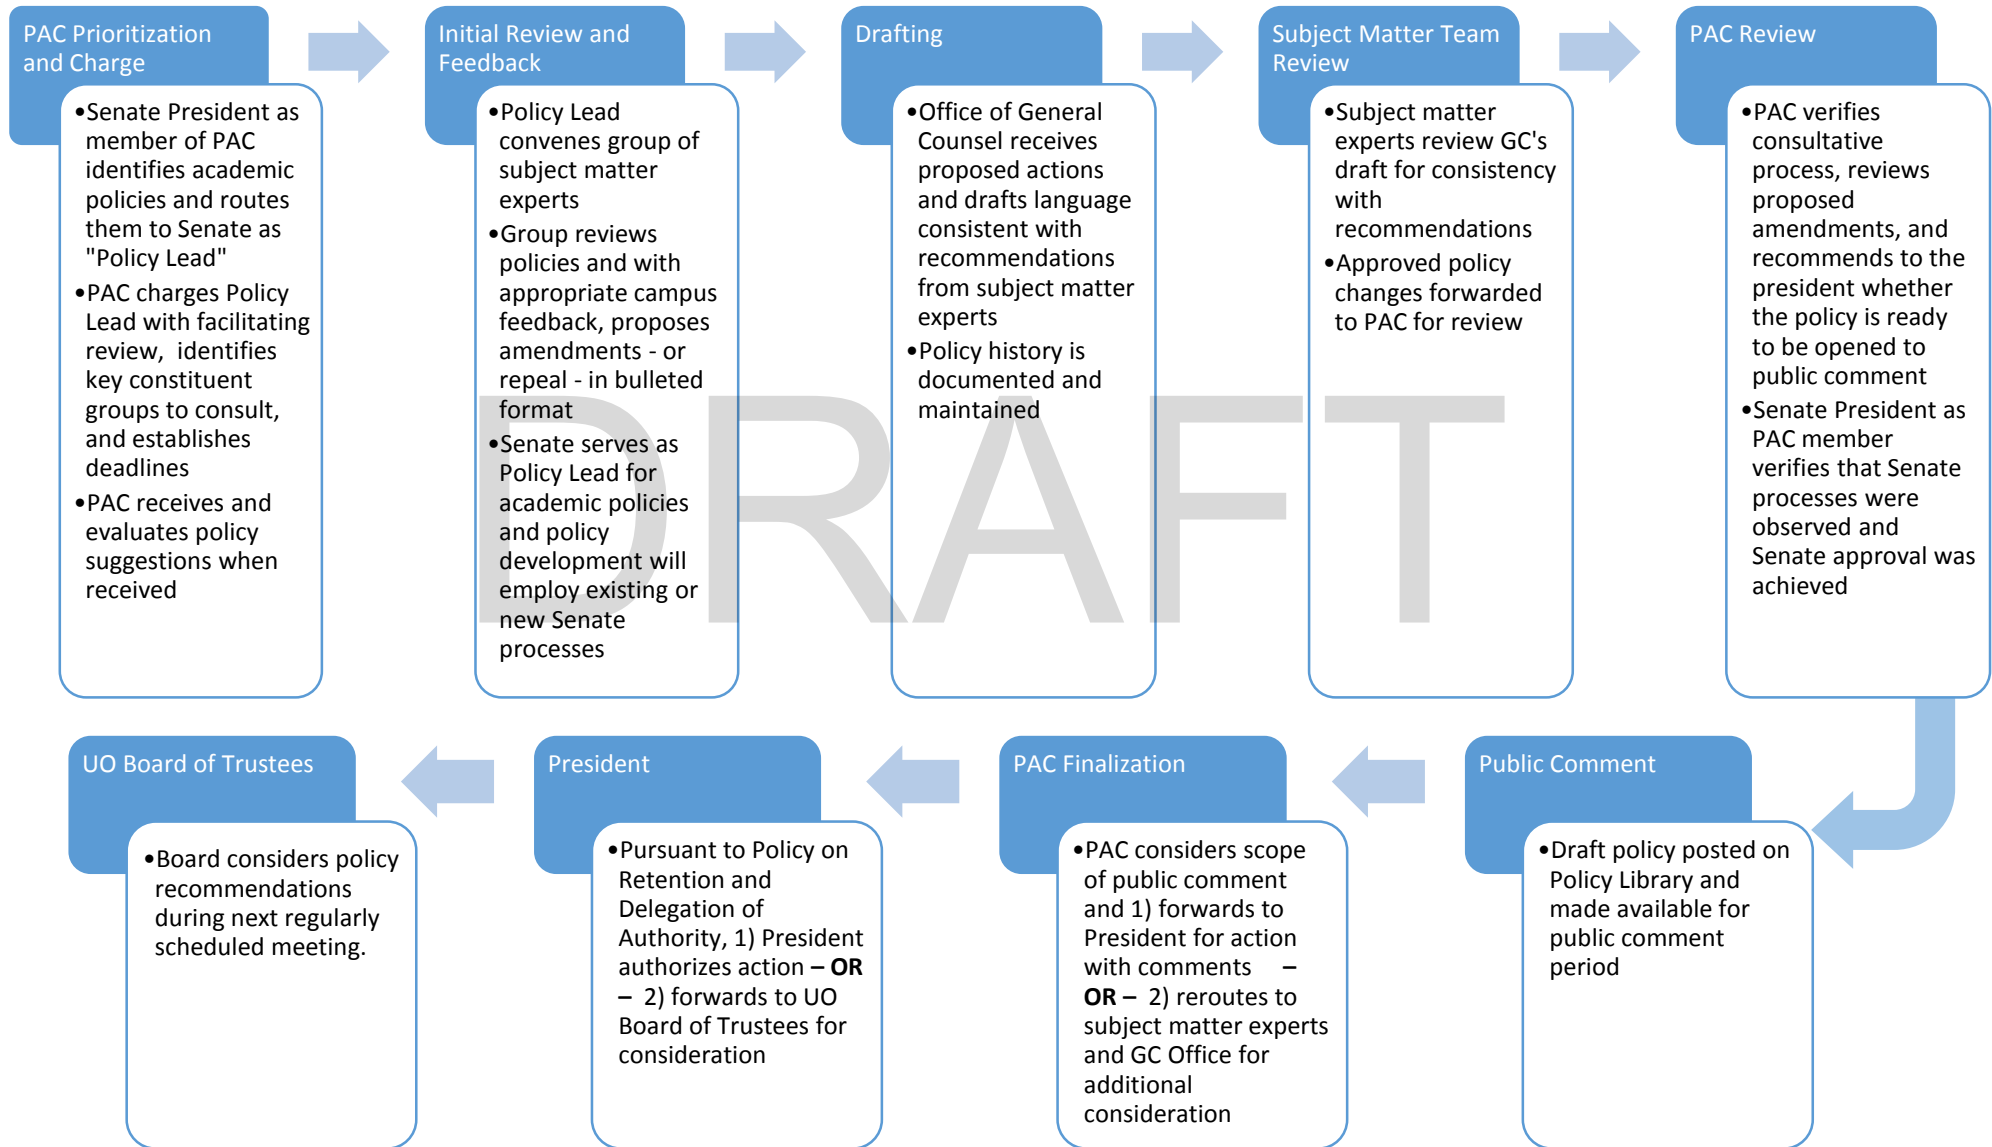 PAC Prioritization
and Charge
•Senate President as
member of PAC
identifies academic
policies and routes
them to Senate as
"Policy Lead"
•PAC charges Policy
Lead with facilitating
review, identifies
key constituent
groups to consult,
and establishes
deadlines
•PAC receives and
evaluates policy
suggestions when
received
Initial Review and
Feedback
•Policy Lead
convenes group of
subject matter
experts
•Group reviews
policies and with
appropriate campus
feedback, proposes
amendments - or
repeal - in bulleted
format
•Senate serves as
Policy Lead for
academic policies
and policy
development will
employ existing or
new Senate
processes
Drafting
•Office of General
Counsel receives
proposed actions
and drafts language
consistent with
recommendations
from subject matter
experts
•Policy history is
documented and
maintained
Subject Matter Team
Review
•Subject matter
experts review GC's
draft for consistency
with
recommendations
•Approved policy
changes forwarded
to PAC for review
PAC Review
•PAC verifies
consultative
process, reviews
proposed
amendments, and
recommends to the
president whether
the policy is ready
to be opened to
public comment
•Senate President as
PAC member
verifies that Senate
processes were
observed and
Senate approval was
achieved
DRAFT
UO Board of Trustees
•Board considers policy
recommendations
during next regularly
scheduled meeting.
President
•Pursuant to Policy on
Retention and
Delegation of
Authority, 1) President
authorizes action – OR
– 2) forwards to UO
Board of Trustees for
consideration
PAC Finalization
•PAC considers scope
of public comment
and 1) forwards to
President for action
with comments –
OR – 2) reroutes to
subject matter experts
and GC Office for
additional
consideration
Public Comment
•Draft policy posted on
Policy Library and
made available for
public comment
period